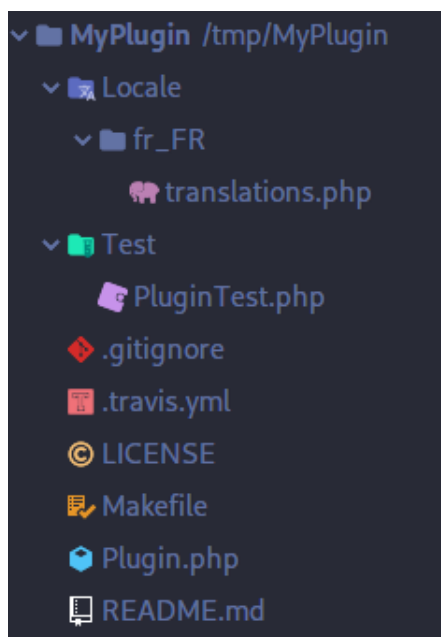 MyPlugin /tmp/MyPlugin
Locale
fr_FR
translations.php
Test
PluginTest.php
.gitignore
.travis.yml
LICENSE
Makefile
Plugin.php
README.md